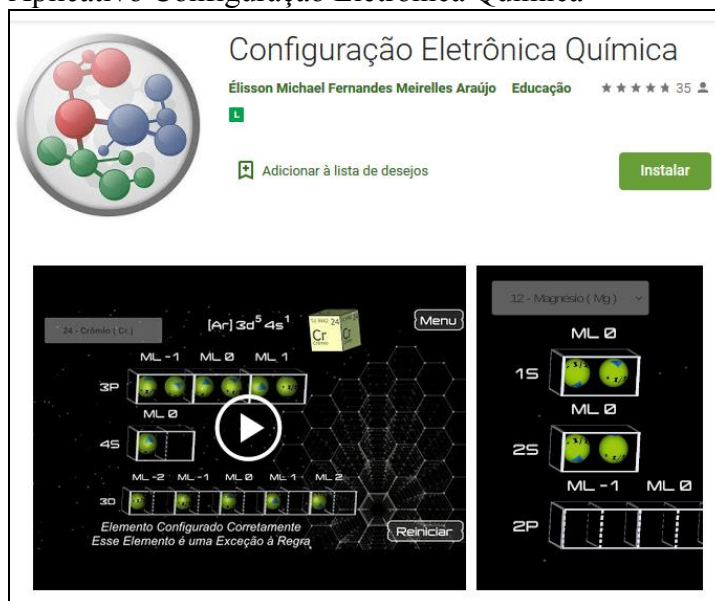 Aplicativo Configuração Eletrônica Química
Configuração Eletrônica Química
Élisson Michael Fernandes Meirelles Araújo Educação ★★★★★ 35
L
Adicionar à lista de desejos
Instalar
24 - Crômio ( Cr )
[Ar] 3d⁵ 4s¹
24
Cr
Crômio
Menu
ML -1 ML 0 ML 1
3P
ML 0
4S
ML -2 ML -1 ML 0 ML 1 ML 2
3D
Elemento Configurado Corretamente
Esse Elemento é uma Exceção à Regra
Reiniciar
12 - Magnésio ( Mg )
ML 0
1S
ML 0
2S
ML -1 ML 0
2P